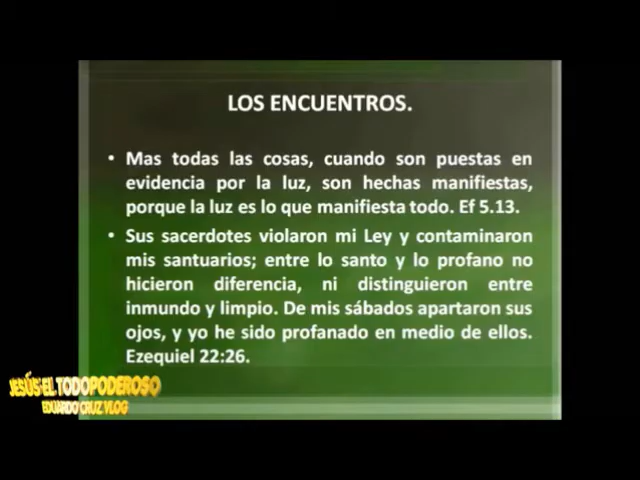 LOS ENCUENTROS.
• Mas todas las cosas, cuando son puestas en
evidencia por la luz, son hechas manifiestas,
porque la luz es lo que manifiesta todo. Ef 5.13.
• Sus sacerdotes violaron mi Ley y contaminaron
mis santuarios; entre lo santo y lo profano no
hicieron diferencia, ni distinguieron entre
inmundo y limpio. De mis sábados apartaron sus
ojos, y yo he sido profanado en medio de ellos.
Ezequiel 22:26.
JESÚS EL TODOPODEROSO
EDUARDO CRUZ VLOG